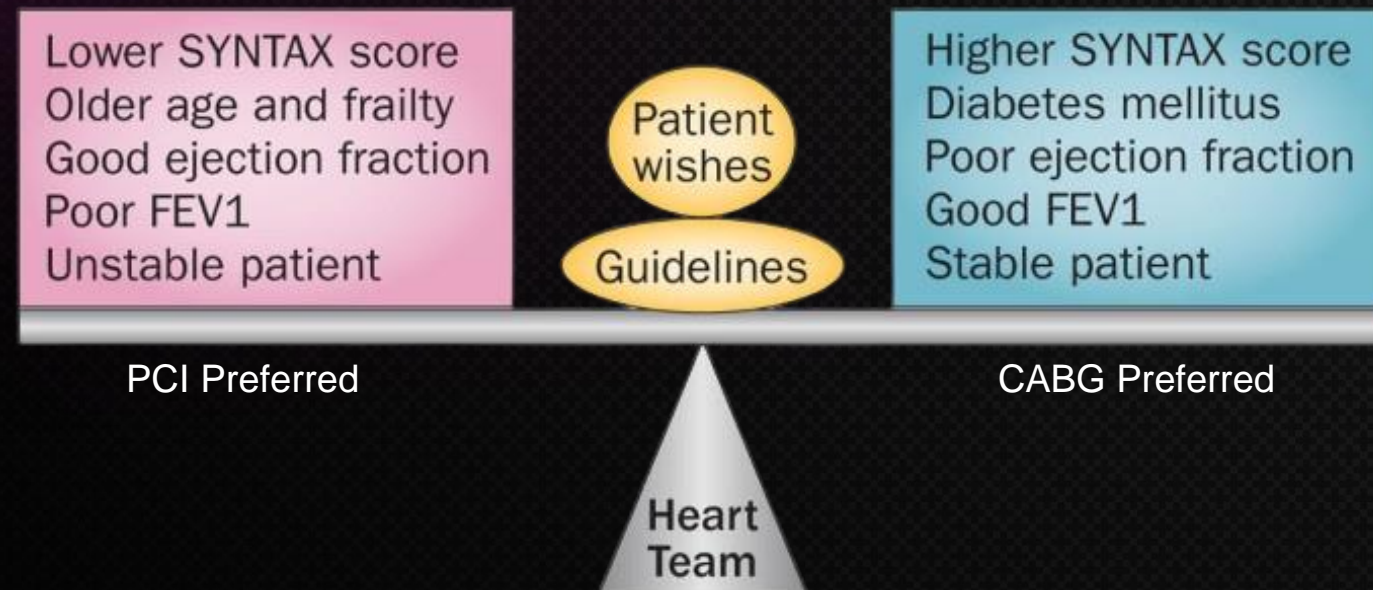 Lower SYNTAX score
Older age and frailty
Good ejection fraction
Poor FEV1
Unstable patient
Patient
wishes
Guidelines
Higher SYNTAX score
Diabetes mellitus
Poor ejection fraction
Good FEV1
Stable patient
PCI Preferred
CABG Preferred
Heart
Team